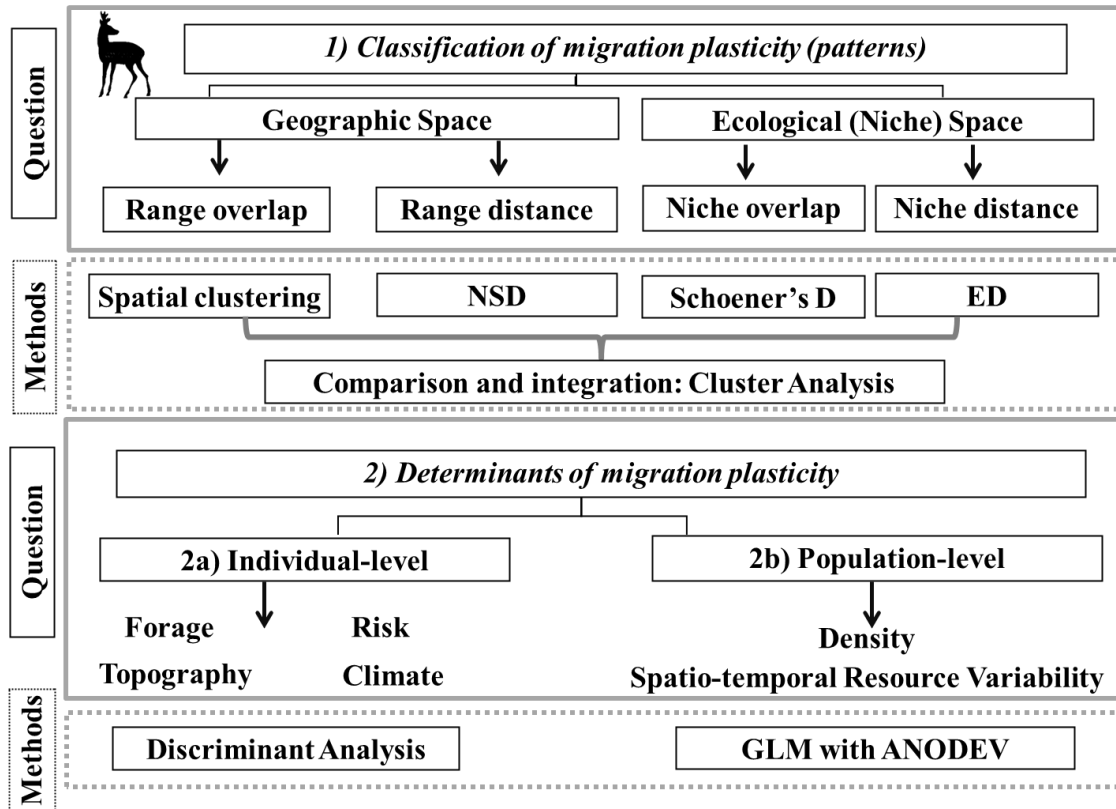 Question
1) Classification of migration plasticity (patterns)
Geographic Space
Ecological (Niche) Space
Range overlap
Range distance
Niche overlap
Niche distance
Methods
Spatial clustering
NSD
Schoener's D
ED
Comparison and integration: Cluster Analysis
Question
2) Determinants of migration plasticity
2a) Individual-level
2b) Population-level
Forage
Risk
Topography
Climate
Density
Spatio-temporal Resource Variability
Methods
Discriminant Analysis
GLM with ANODEV